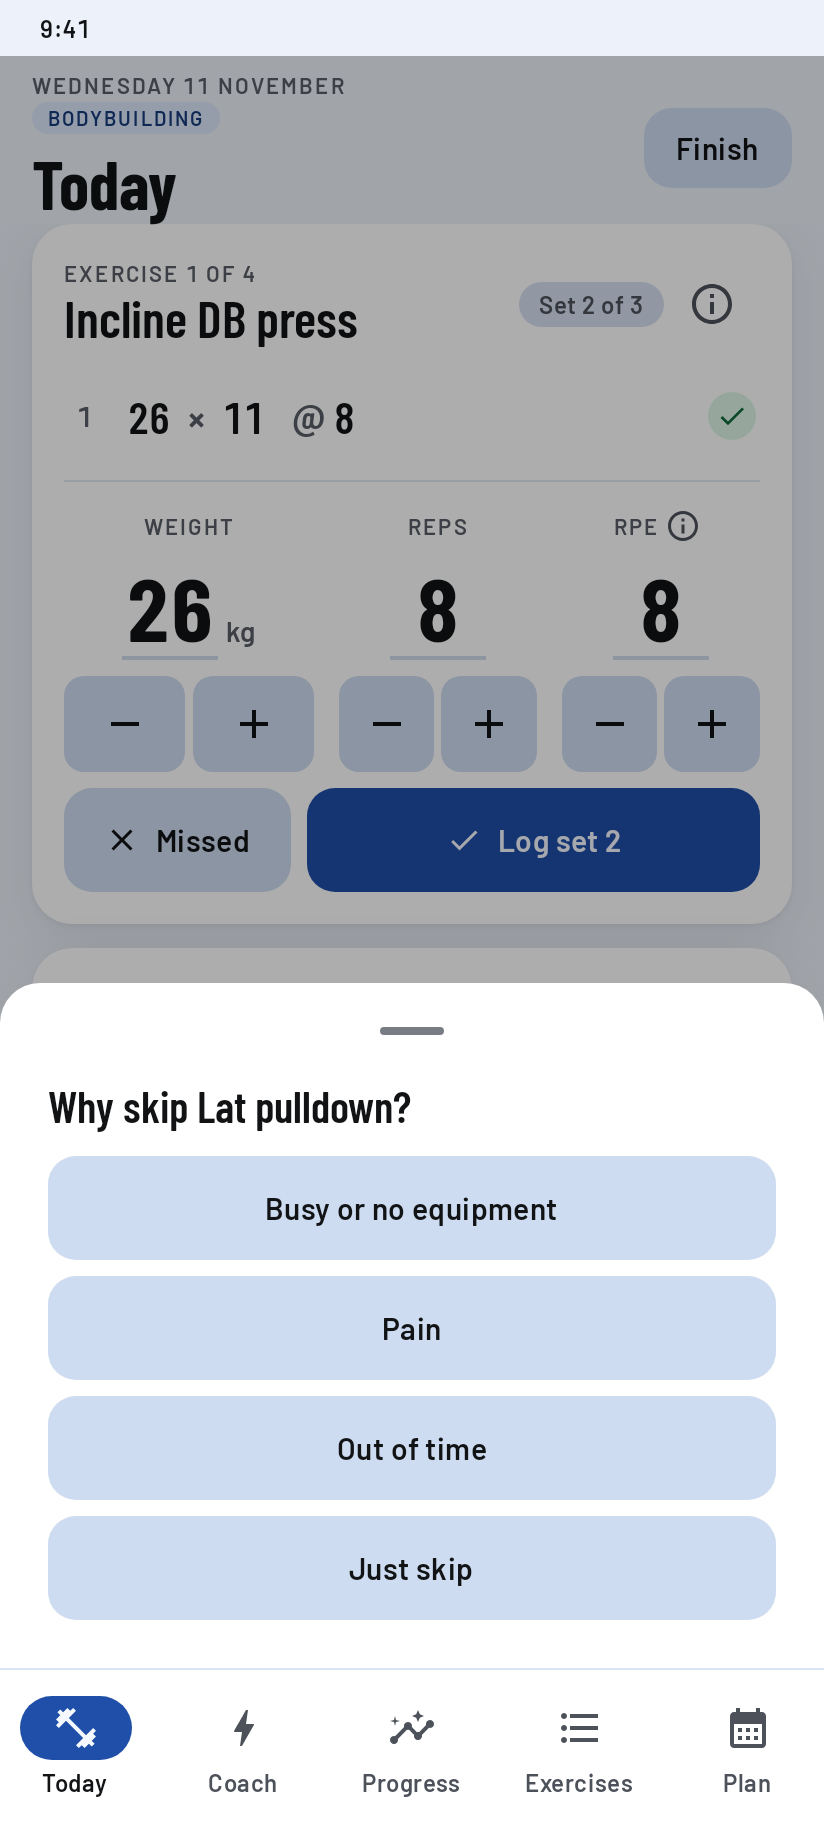 9:41
WEDNESDAY 11 NOVEMBER
BODYBUILDING
Today
Finish
EXERCISE 1 OF 4
Incline DB press
Set 2 of 3
1 26 × 11 @ 8
WEIGHT REPS RPE
26 kg 8 8
Missed
Log set 2
Why skip Lat pulldown?
Busy or no equipment
Pain
Out of time
Just skip
Today Coach Progress Exercises Plan